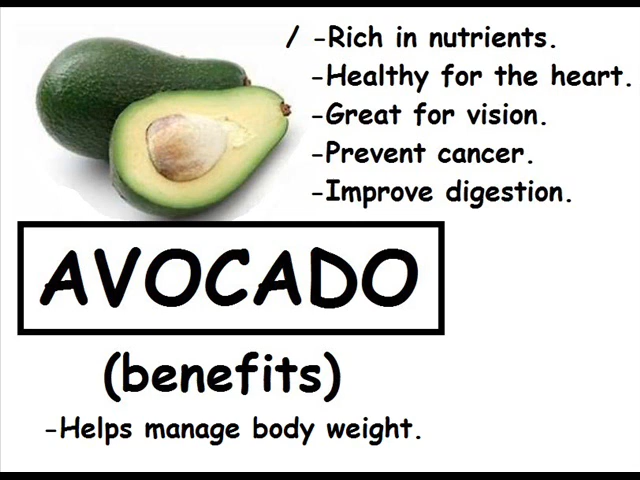 / -Rich in nutrients.
-Healthy for the heart.
-Great for vision.
-Prevent cancer.
-Improve digestion.
AVOCADO
(benefits)
-Helps manage body weight.